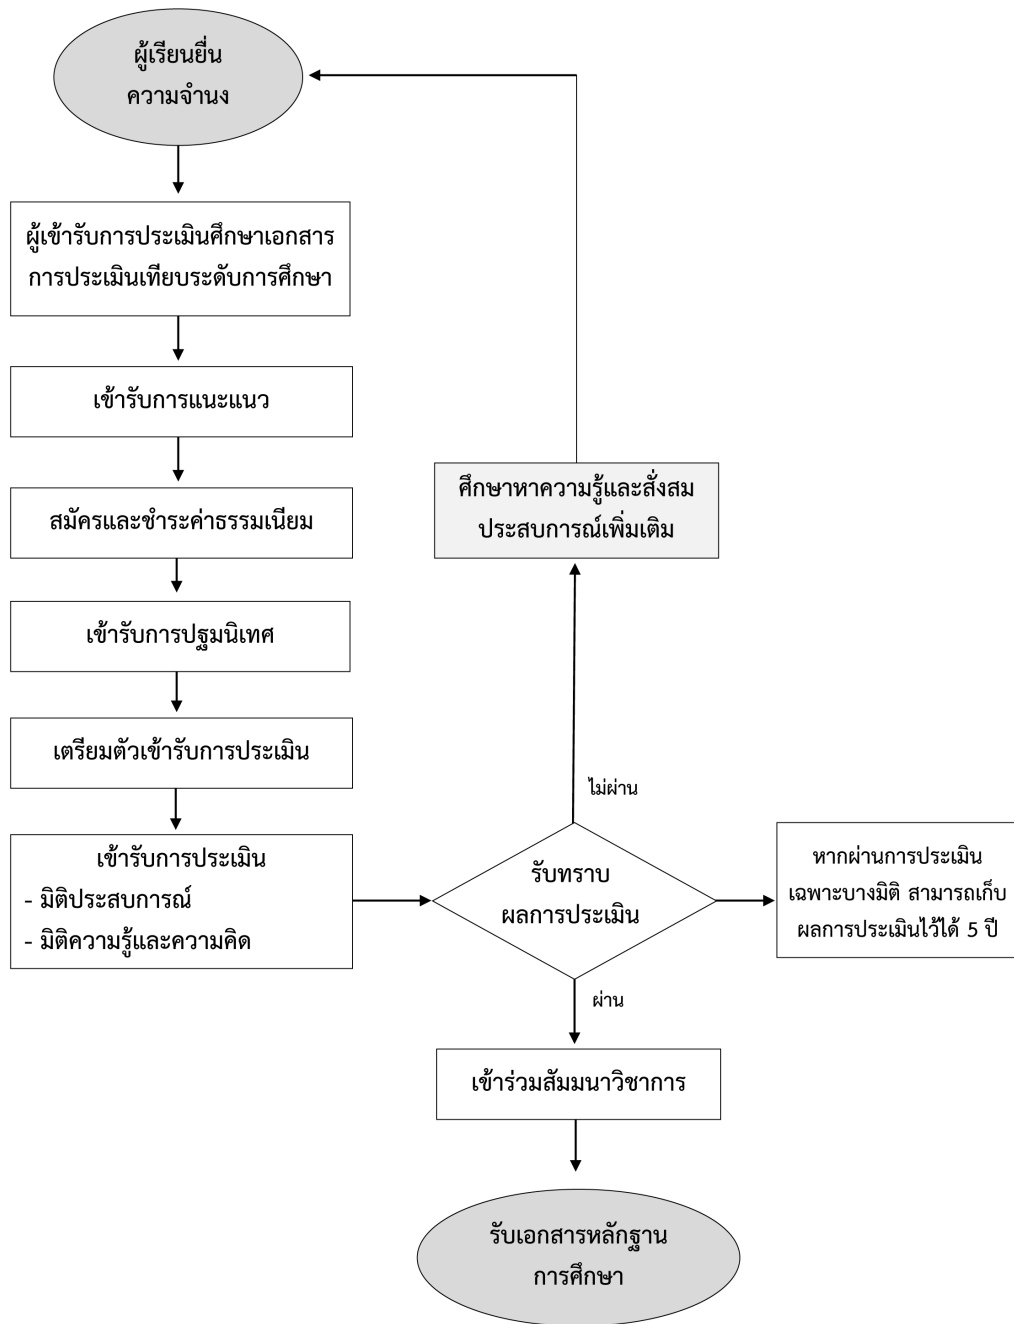 ผู้เรียนยื่น
ความจำนง
ผู้เข้ารับการประเมินศึกษาเอกสาร
การประเมินเทียบระดับการศึกษา
เข้ารับการแนะแนว
สมัครและชำระค่าธรรมเนียม
เข้ารับการปฐมนิเทศ
เตรียมตัวเข้ารับการประเมิน
เข้ารับการประเมิน
- มิติประสบการณ์
- มิติความรู้และความคิด
รับทราบ
ผลการประเมิน
ไม่ผ่าน
ศึกษาหาความรู้และสั่งสม
ประสบการณ์เพิ่มเติม
หากผ่านการประเมิน
เฉพาะบางมิติ สามารถเก็บ
ผลการประเมินไว้ได้ 5 ปี
ผ่าน
เข้าร่วมสัมมนาวิชาการ
รับเอกสารหลักฐาน
การศึกษา